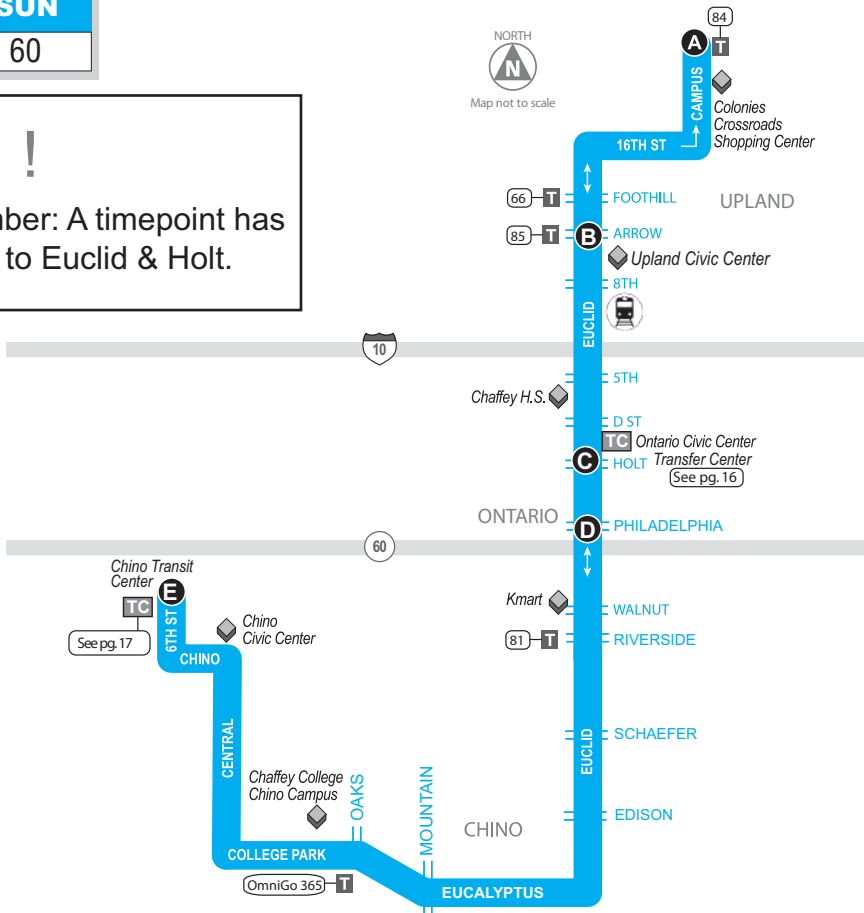 SUN
60
!
A timepoint has
to Euclid & Holt.
NORTH
N
Map not to scale
84
A
T
CAMPUS
Colonies
Crossroads
Shopping Center
16TH ST
66
T
FOOTHILL
UPLAND
85
T
B
ARROW
Upland Civic Center
8TH
EUCLID
10
5TH
Chaffey H.S.
D ST
TC
Ontario Civic Center
Transfer Center
C
HOLT
See pg. 16
ONTARIO
D
PHILADELPHIA
60
Chino Transit
Center
E
TC
6TH ST
See pg. 17
Chino
Civic Center
CHINO
Kmart
WALNUT
81
T
RIVERSIDE
CENTRAL
EUCLID
SCHAEFER
Chaffey College
Chino Campus
OAKS
MOUNTAIN
CHINO
EDISON
COLLEGE PARK
OmniGo 365
T
EUCALYPTUS